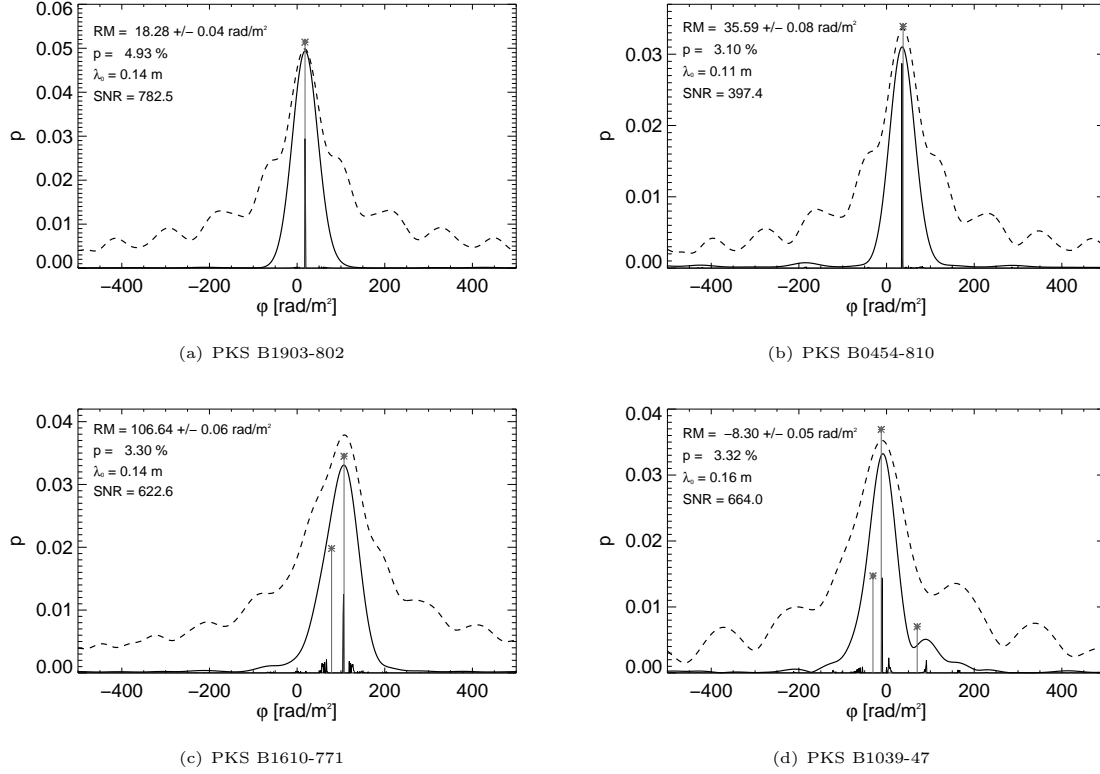 RM = 18.28 +/− 0.04 rad/m²
p = 4.93 %
λ₀ = 0.14 m
SNR = 782.5
0.06
0.05
0.04
0.03
0.02
0.01
0.00
p
−400 −200 0 200 400
φ [rad/m²]
(a) PKS B1903-802
RM = 35.59 +/− 0.08 rad/m²
p = 3.10 %
λ₀ = 0.11 m
SNR = 397.4
0.03
0.02
0.01
0.00
p
−400 −200 0 200 400
φ [rad/m²]
(b) PKS B0454-810
RM = 106.64 +/− 0.06 rad/m²
p = 3.30 %
λ₀ = 0.14 m
SNR = 622.6
0.04
0.03
0.02
0.01
0.00
p
−400 −200 0 200 400
φ [rad/m²]
(c) PKS B1610-771
RM = −8.30 +/− 0.05 rad/m²
p = 3.32 %
λ₀ = 0.16 m
SNR = 664.0
0.04
0.03
0.02
0.01
0.00
p
−400 −200 0 200 400
φ [rad/m²]
(d) PKS B1039-47